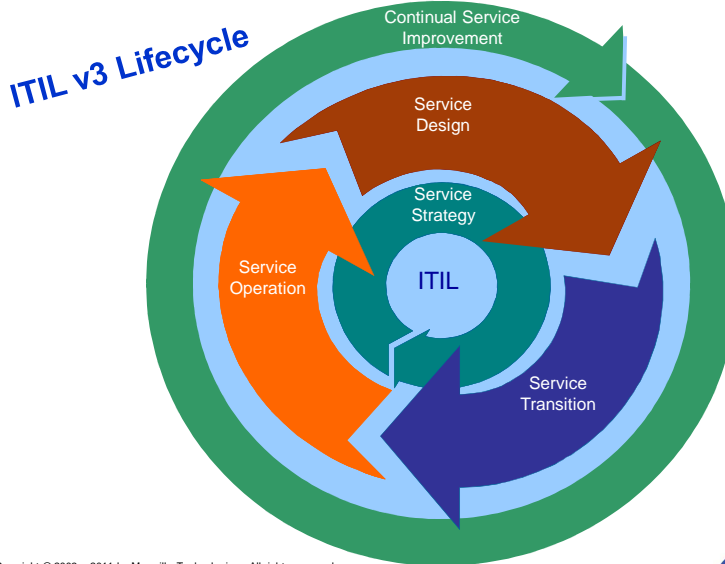 ITIL v3 Lifecycle
Continual Service
Improvement
Service
Design
Service
Strategy
ITIL
Service
Operation
Service
Transition